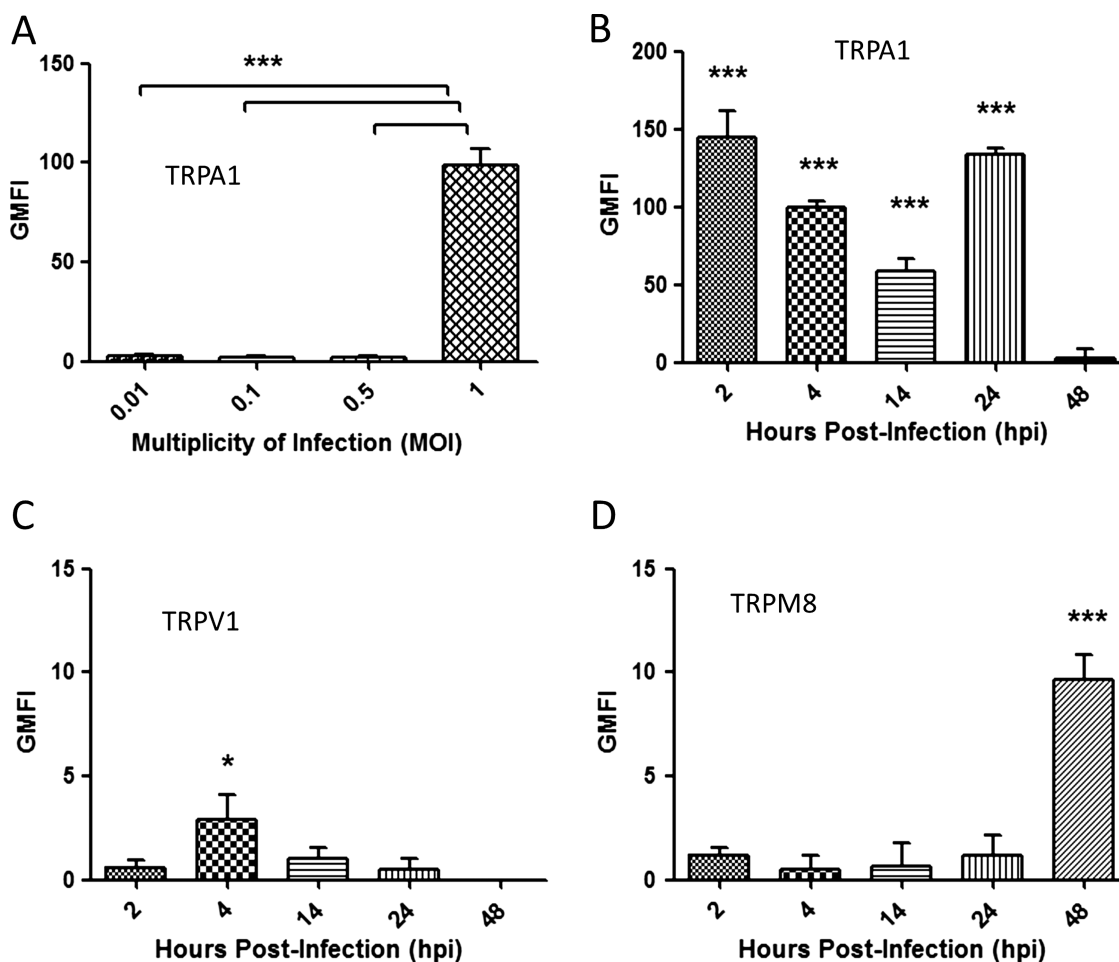 A
150
100
50
0
GMFI
***
TRPA1
0.01
0.1
0.5
1
Multiplicity of Infection (MOI)
B
TRPA1
200
150
100
50
0
GMFI
***
***
***
***
2
4
14
24
48
Hours Post-Infection (hpi)
C
15
10
5
0
GMFI
TRPV1
*
2
4
14
24
48
Hours Post-Infection (hpi)
D
15
10
5
0
GMFI
TRPM8
***
2
4
14
24
48
Hours Post-Infection (hpi)